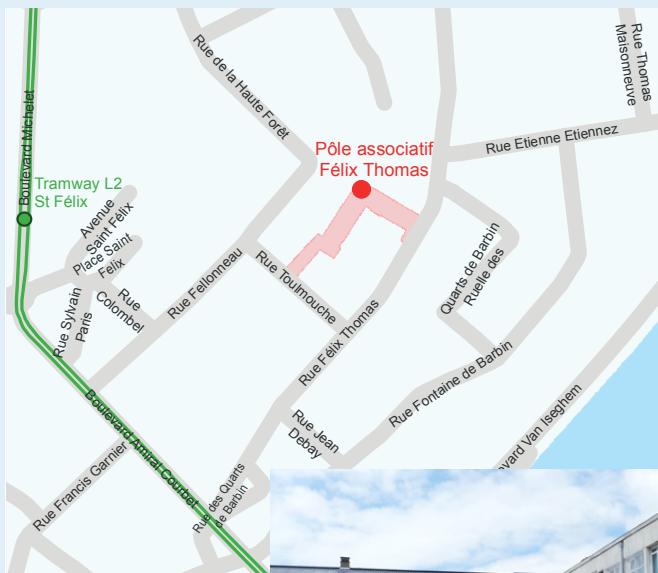 Rue Thomas
Maisonneuve
Rue de la Haute Forêt
Boulevard Michelet
Rue Etienne Etiennez
Pôle associatif
Félix Thomas
Tramway L2
St Félix
Avenue
Saint Félix
Place Saint
Felix
Rue
Colombel
Rue Sylvain
Paris
Rue Fellonneau
Rue Toulmouche
Quarts de Barbin
Ruelle des
Rue Félix Thomas
Rue Fontaine de Barbin
Rue Jean
Debay
evard Van Iseghem
Boulevard Amiral Courbet
Rue Francis Garnier
Rue des Quarts
de Barbin